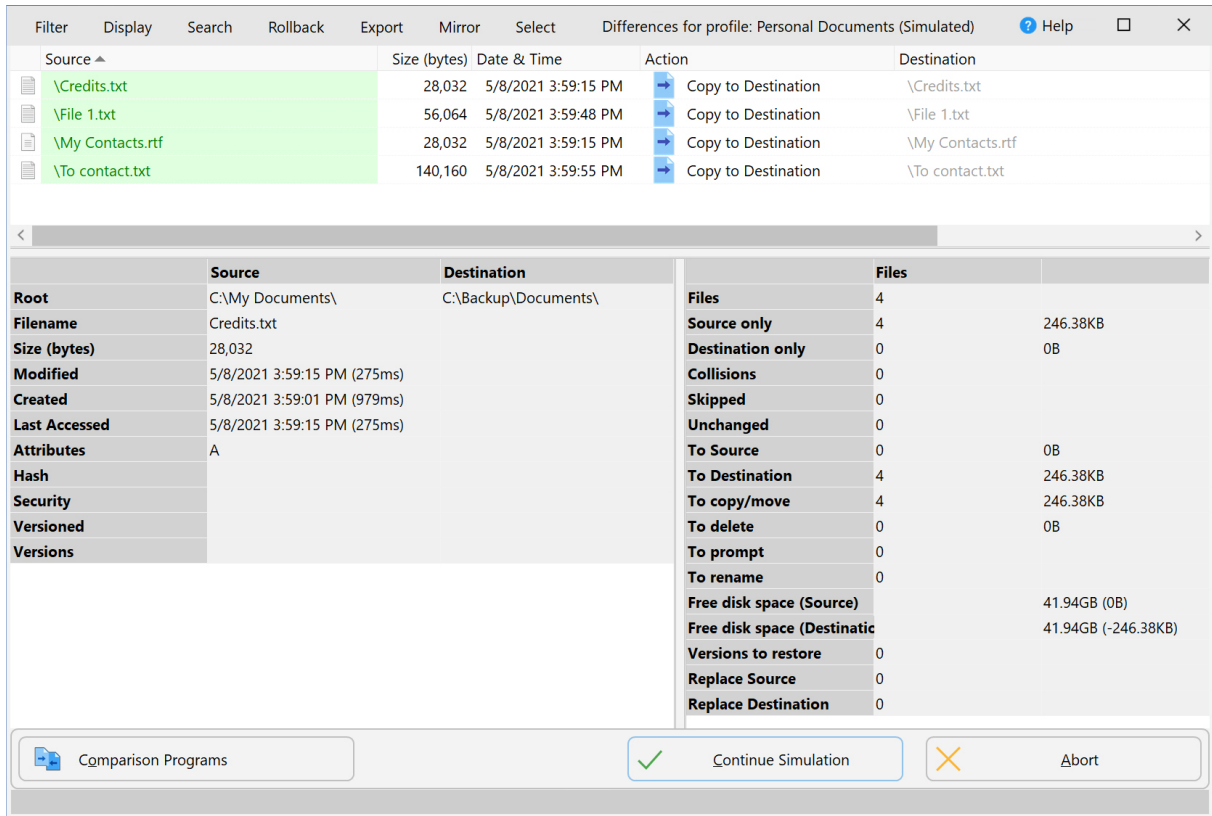 Filter Display Search Rollback Export Mirror Select Differences for profile: Personal Documents (Simulated) ? Help
Source Size (bytes) Date & Time Action Destination
\Credits.txt 28,032 5/8/2021 3:59:15 PM Copy to Destination \Credits.txt
\File 1.txt 56,064 5/8/2021 3:59:48 PM Copy to Destination \File 1.txt
\My Contacts.rtf 28,032 5/8/2021 3:59:15 PM Copy to Destination \My Contacts.rtf
\To contact.txt 140,160 5/8/2021 3:59:55 PM Copy to Destination \To contact.txt
Source Destination
Root C:\My Documents\ C:\Backup\Documents\
Filename Credits.txt
Size (bytes) 28,032
Modified 5/8/2021 3:59:15 PM (275ms)
Created 5/8/2021 3:59:01 PM (979ms)
Last Accessed 5/8/2021 3:59:15 PM (275ms)
Attributes A
Hash
Security
Versioned
Versions
Files
Files 4
Source only 4 246.38KB
Destination only 0 0B
Collisions 0
Skipped 0
Unchanged 0
To Source 0 0B
To Destination 4 246.38KB
To copy/move 4 246.38KB
To delete 0 0B
To prompt 0
To rename 0
Free disk space (Source) 41.94GB (0B)
Free disk space (Destinatic 41.94GB (-246.38KB)
Versions to restore 0
Replace Source 0
Replace Destination 0
Comparison Programs Continue Simulation Abort